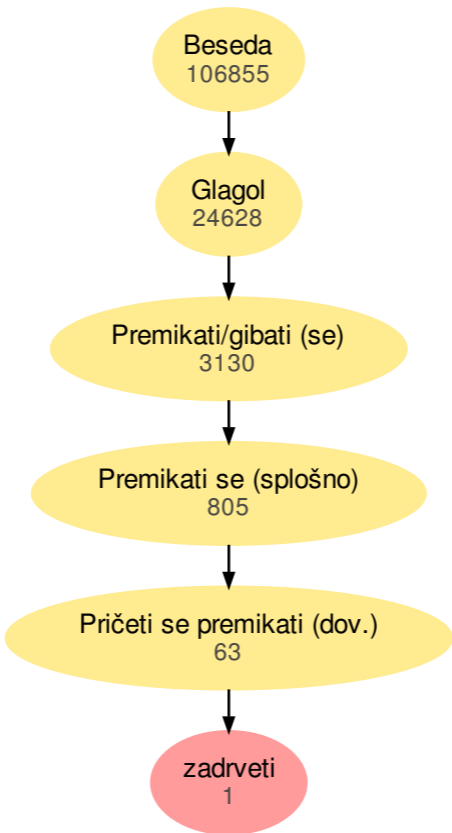 Beseda
106855
Glagol
24628
Premikati/gibati (se)
3130
Premikati se (splošno)
805
Pričeti se premikati (dov.)
63
zadrveti
1